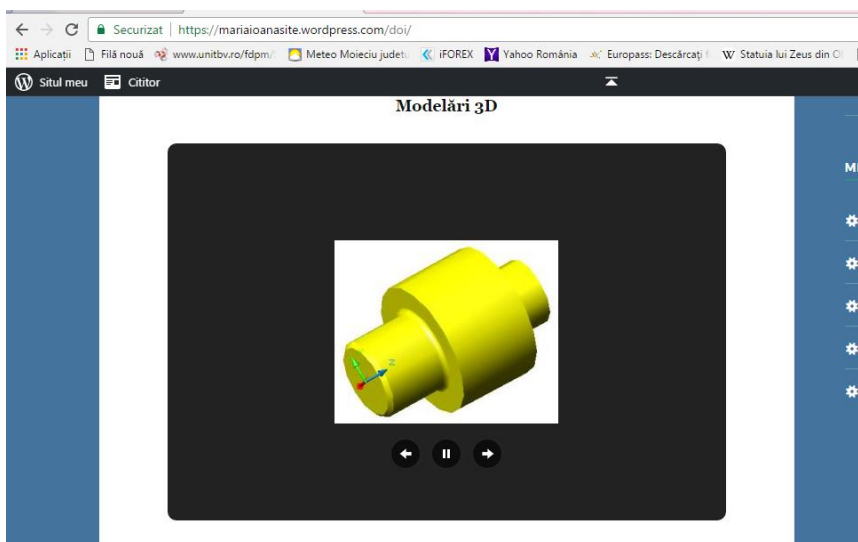 Securizat | https://mariaioanasite.wordpress.com/doi/
Aplicații Filă nouă www.unitbv.ro/fdpm/ Meteo Moieciu judet iFOREX Yahoo România Europass: Descărcați W Statuia lui Zeus din Ol
Situl meu Cititor
Modelări 3D
M
Z